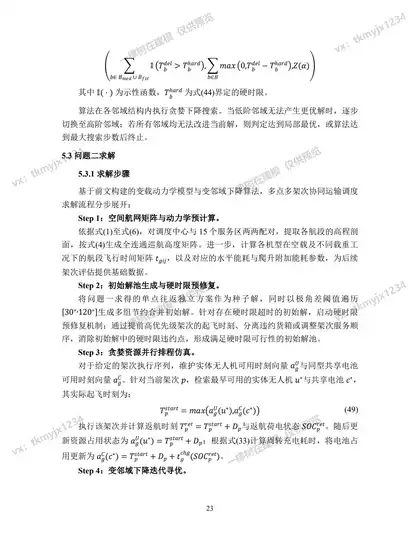 ( ∑_{b∈B_{med}∪B_{fst}} 𝕀(T_b^{del} > T_b^{hard}), ∑_{b∈B} max(0, T_b^{del} − T_b^{hard}), Z(α) )
其中 𝕀(·) 为示性函数，T_b^{hard} 为式(44)界定的硬时限。
算法在各邻域结构内执行贪婪下降搜索。当低阶邻域无法产生更优解时，逐步
切换至高阶邻域；若所有邻域均无法改进当前解，则判定达到局部最优，或算法达
到最大搜索步数后终止。
5.3 问题二求解
5.3.1 求解步骤
基于前文构建的变载动力学模型与变邻域下降算法，多点多架次协同运输调度
求解流程分步展开：
Step 1：空间航网矩阵与动力学预计算。
依据式(1)至式(6)，对调度中心与 15 个服务区两两配对，提取各航段的高程剖
面，按式(4)生成全连通巡航高度矩阵。进一步，计算各机型在空载及不同载重工
况下的航段飞行时间矩阵 t_{gij}，以及对应的水平能耗与爬升附加能耗参数，为后续
架次评估提供基础数据。
Step 2：初始解池生成与硬时限预修复。
将问题一求得的单点往返独立方案作为种子解，同时以极角差阈值遍历
[30°,120°]生成多组节约合并初始解。针对存在硬时限超时的初始解，启动硬时限
预修复机制：通过提前高优先级架次的起飞时刻、分离违约货箱或调整架次服务顺
序，消除初始解中的硬时限违约点，形成满足硬时限可行性的初始解池。
Step 3：贪婪资源并行排程仿真。
对于给定的架次执行序列，维护实体无人机可用时刻向量 a_g^U 与同型共享电池
可用时刻向量 a_g^C。针对当前架次 p，检索最早可用的实体无人机 u* 与共享电池 c*，
其实际起飞时刻为：
T_p^{start} = max(a_g^U(u*), a_g^C(c*)) (49)
执行该架次并计算返航时刻 T_p^{ret} = T_p^{start} + D_p 与返航荷电状态 SOC_p^{ret}。随后更
新资源占用状态为 a_g^U(u*) = T_p^{start} + D_p；根据式(33)计算周转充电耗时，将电池占
用更新为 a_g^C(c*) = T_p^{start} + D_p + t_g^{chg}(SOC_p^{ret})。
Step 4：变邻域下降迭代寻优。
23
vx: tkmyjx1234
一柳树在建模 仅供预览